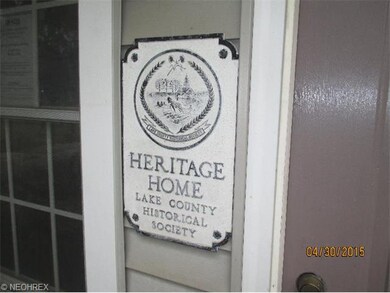 HERITAGE
HOME
LAKE COUNTY
HISTORICAL
SOCIETY
04/30/2015
© NEOHREX